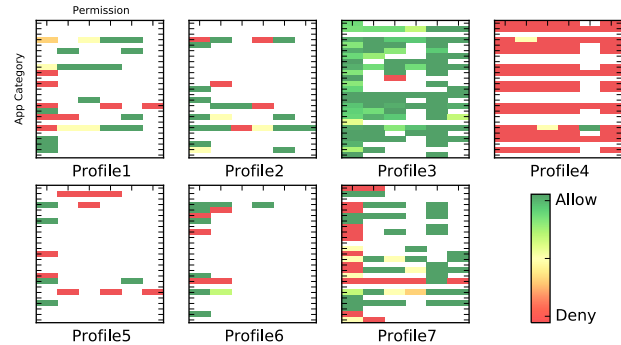 Permission
App Category
Profile1
Profile2
Profile3
Profile4
Allow
Deny
Profile5
Profile6
Profile7